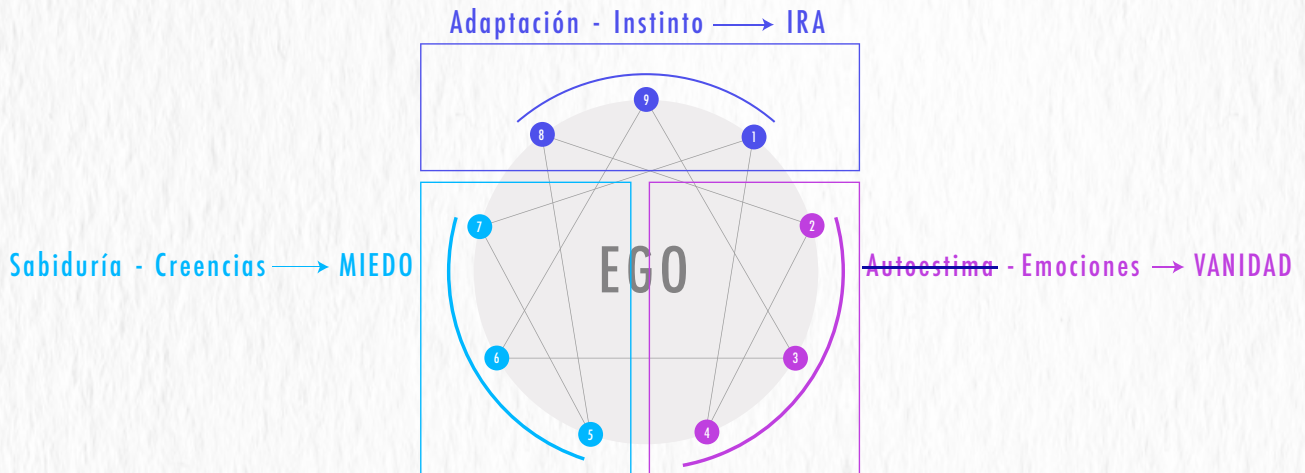 Adaptación - Instinto → IRA
9
8
1
7
2
Sabiduría - Creencias → MIEDO
EGO
Autoestima - Emociones → VANIDAD
6
3
5
4